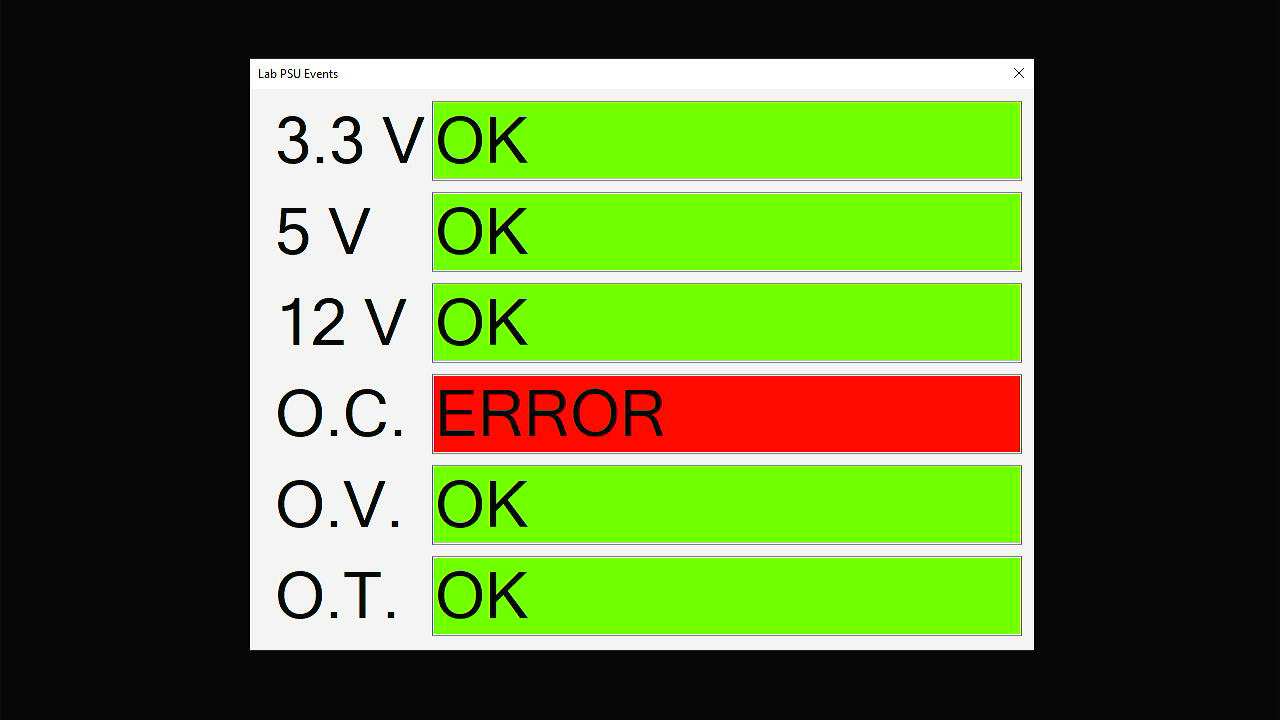 Lab PSU Events
3.3 V OK
5 V OK
12 V OK
O.C. ERROR
O.V. OK
O.T. OK